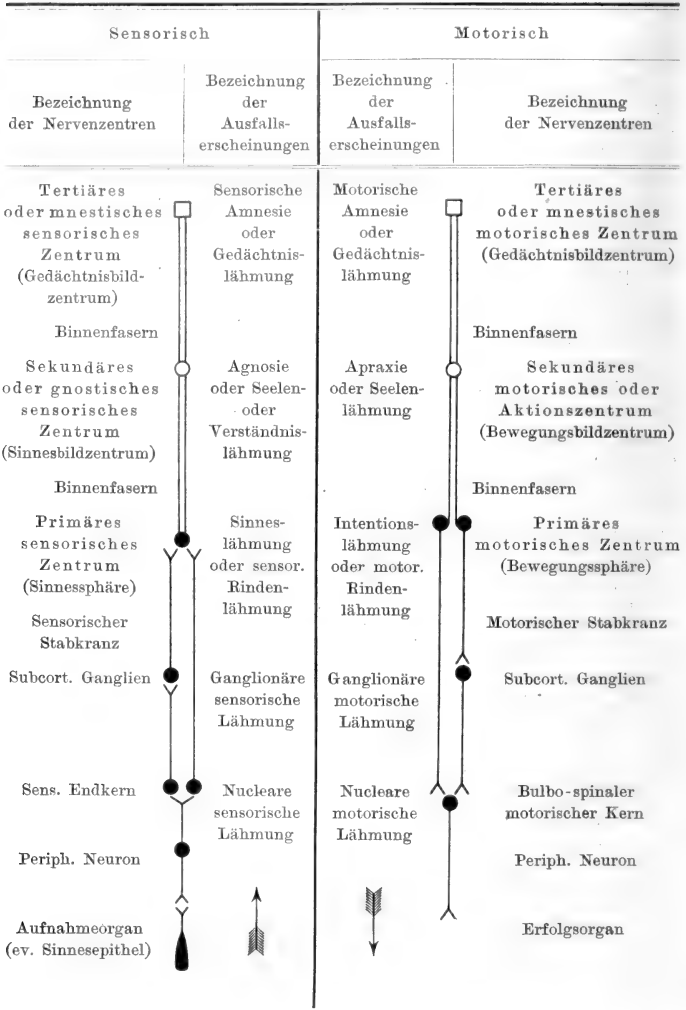 Sensorisch
Motorisch
Bezeichnung
der Nervenzentren
Bezeichnung
der
Ausfalls-
erscheinungen
Bezeichnung
der
Ausfalls-
erscheinungen
Bezeichnung
der Nervenzentren
Tertiäres
oder mnestisches
sensorisches
Zentrum
(Gedächtnisbild-
zentrum)
Sensorische
Amnesie
oder
Gedächtnis-
lähmung
Motorische
Amnesie
oder
Gedächtnis-
lähmung
Tertiäres
oder mnestisches
motorisches Zentrum
(Gedächtnisbildzentrum)
Binnenfasern
Binnenfasern
Sekundäres
oder gnostisches
sensorisches
Zentrum
(Sinnesbildzentrum)
Agnosie
oder Seelen-
oder
Verständnis-
lähmung
Apraxie
oder Seelen-
lähmung
Sekundäres
motorisches oder
Aktionszentrum
(Bewegungsbildzentrum)
Binnenfasern
Binnenfasern
Primäres
sensorisches
Zentrum
(Sinnessphäre)
Sinnes-
lähmung
oder sensor.
Rinden-
lähmung
Intentions-
lähmung
oder motor.
Rinden-
lähmung
Primäres
motorisches Zentrum
(Bewegungssphäre)
Sensorischer
Stabkranz
Motorischer Stabkranz
Subcort. Ganglien
Ganglionäre
sensorische
Lähmung
Ganglionäre
motorische
Lähmung
Subcort. Ganglien
Sens. Endkern
Nucleare
sensorische
Lähmung
Nucleare
motorische
Lähmung
Bulbo-spinaler
motorischer Kern
Periph. Neuron
Periph. Neuron
Aufnahmeorgan
(ev. Sinnesepithel)
Erfolgsorgan